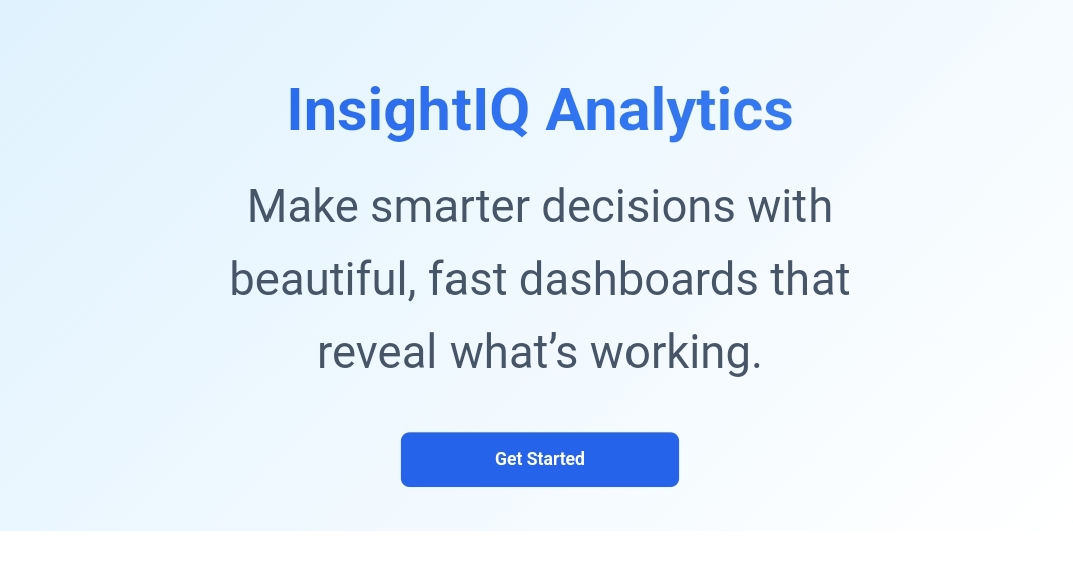 InsightIQ Analytics
Make smarter decisions with
beautiful, fast dashboards that
reveal what’s working.
Get Started